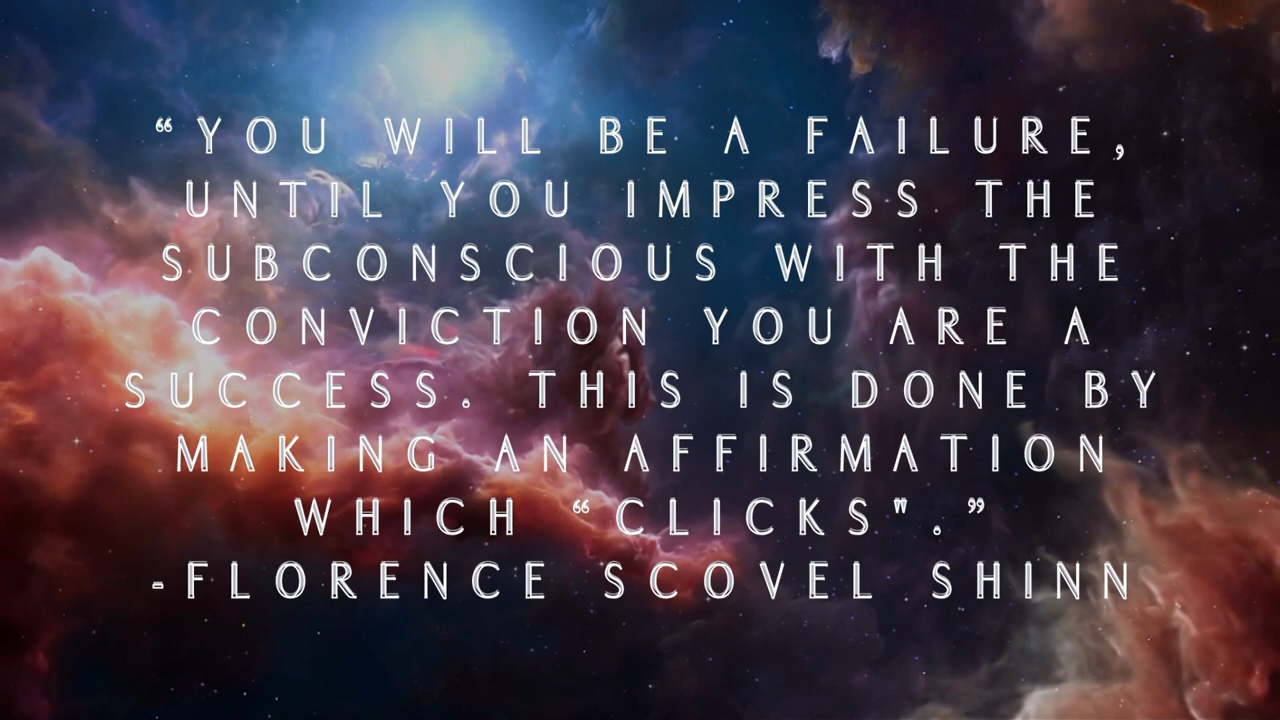 “YOU WILL BE A FAILURE,
UNTIL YOU IMPRESS THE
SUBCONSCIOUS WITH THE
CONVICTION YOU ARE A
SUCCESS. THIS IS DONE BY
MAKING AN AFFIRMATION
WHICH “CLICKS".”
-FLORENCE SCOVEL SHINN